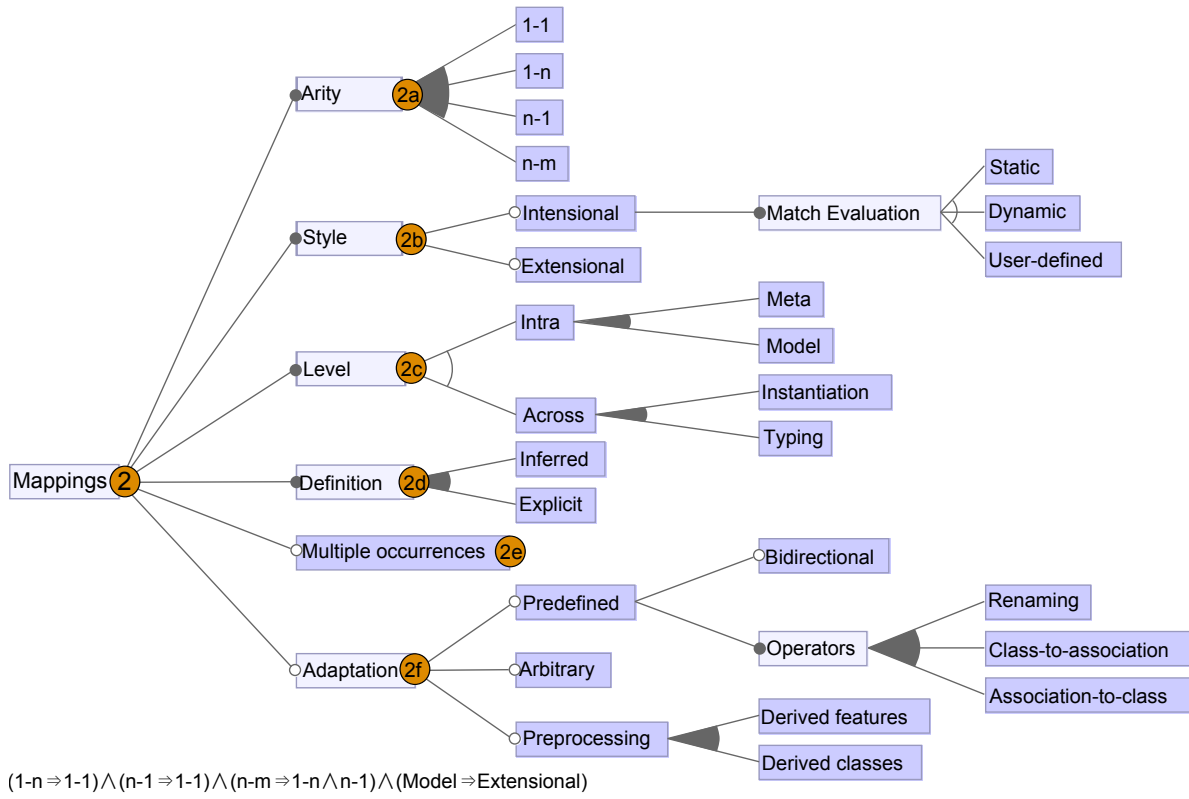 1-1
Arity
2a
1-n
n-1
n-m
Static
Intensional
Match Evaluation
Dynamic
Style
2b
Extensional
User-defined
Meta
Intra
Model
Level
2c
Instantiation
Across
Typing
Inferred
Mappings
2
Definition
2d
Explicit
Multiple occurrences
2e
Bidirectional
Predefined
Renaming
Operators
Class-to-association
Adaptation
2f
Arbitrary
Association-to-class
Derived features
Preprocessing
Derived classes
(1-n⇒1-1)∧(n-1⇒1-1)∧(n-m⇒1-n∧n-1)∧(Model⇒Extensional)